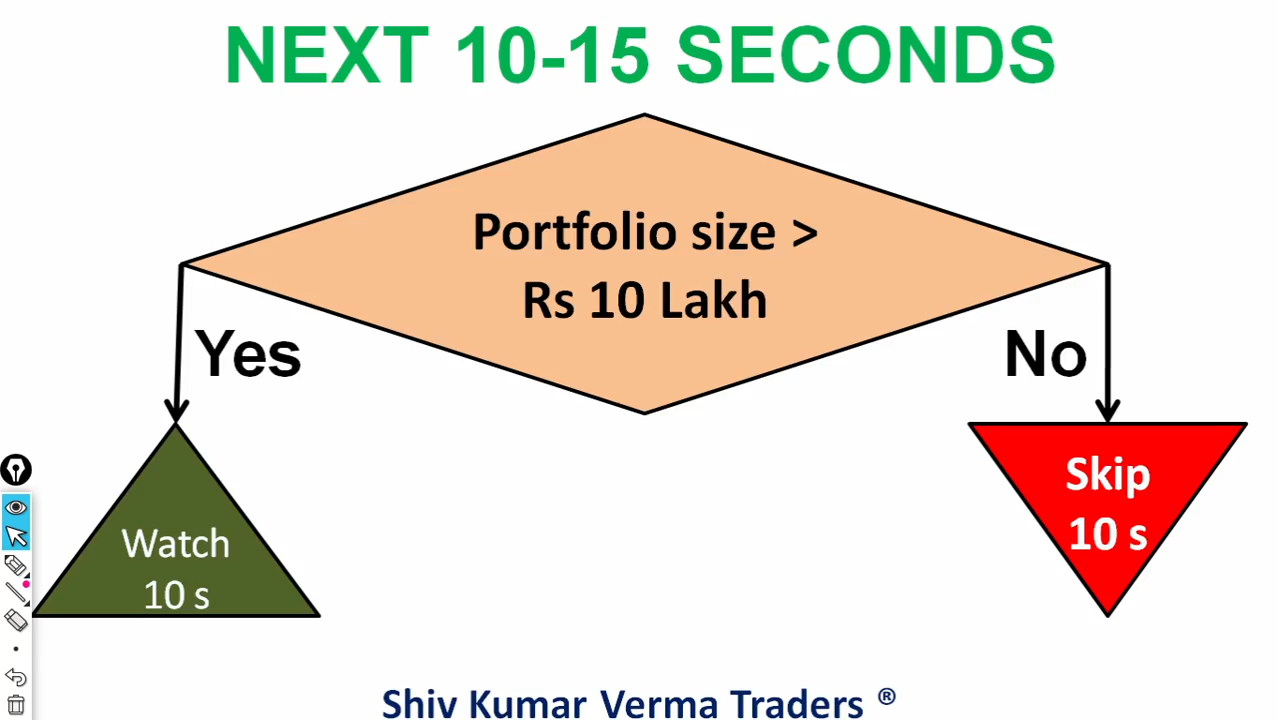 NEXT 10-15 SECONDS
Portfolio size >
Rs 10 Lakh
Yes
No
Watch
10 s
Skip
10 s
Shiv Kumar Verma Traders ®